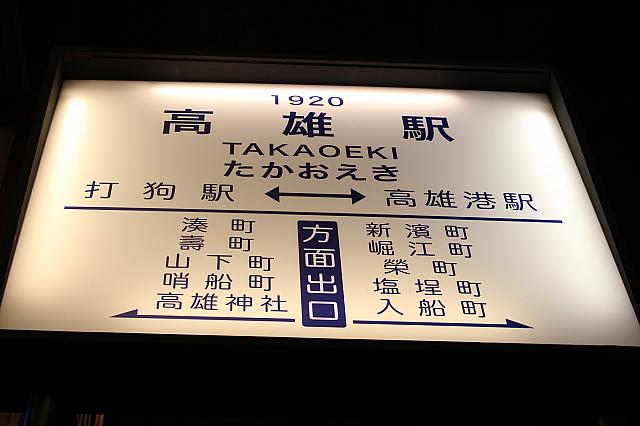 1920
高雄駅
TAKAOEKI
たかおえき
打狗駅 ⟷ 高雄港駅
湊町
壽町
山下町
哨船町
高雄神社
方面出口
新濱町
堀江町
榮町
塩埕町
入船町